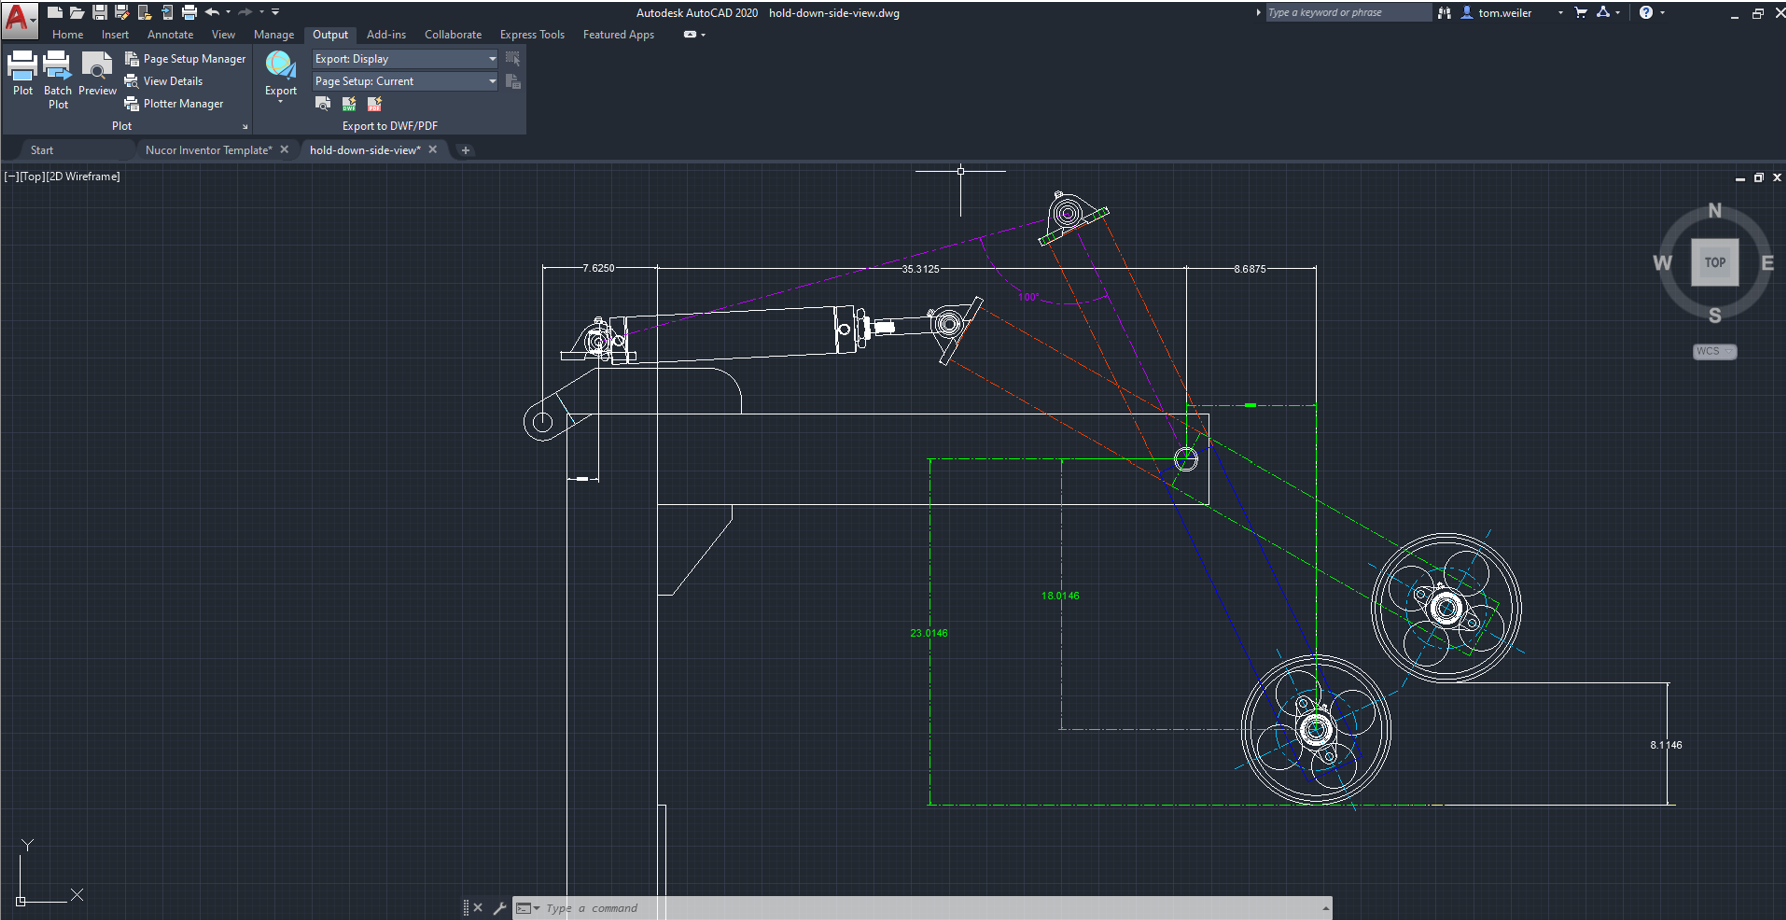 Autodesk AutoCAD 2020 hold-down-side-view.dwg
Type a keyword or phrase
tom.weiler
Home Insert Annotate View Manage Output Add-ins Collaborate Express Tools Featured Apps
Plot
Batch Plot
Preview
Page Setup Manager
View Details
Plotter Manager
Plot
Export
Export: Display
Page Setup: Current
Export to DWF/PDF
Start
Nucor Inventor Template*
hold-down-side-view*
[−][Top][2D Wireframe]
N
W TOP E
S
WCS
7.6250
35.3125
8.6875
100°
18.0146
23.0146
8.1146
Y
X
Type a command